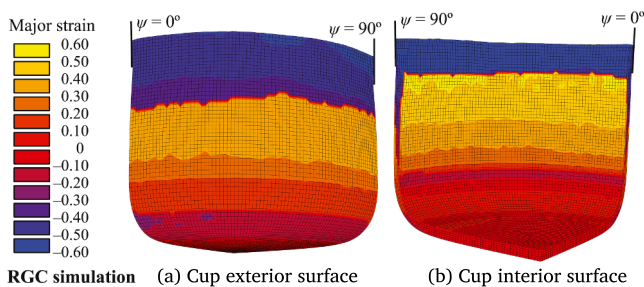 Major strain
0.60
0.50
0.40
0.30
0.20
0.10
0
–0.10
–0.20
–0.30
–0.40
–0.50
–0.60
RGC simulation
ψ = 0º
ψ = 90º
(a) Cup exterior surface
ψ = 90º
ψ = 0º
(b) Cup interior surface